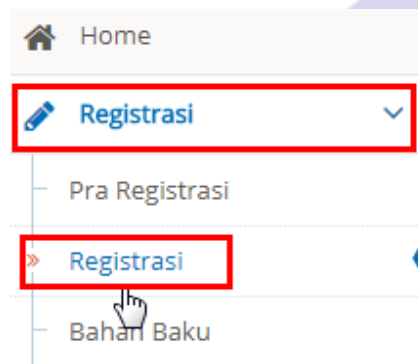 Home
Registrasi
Pra Registrasi
Registrasi
Bahan Baku